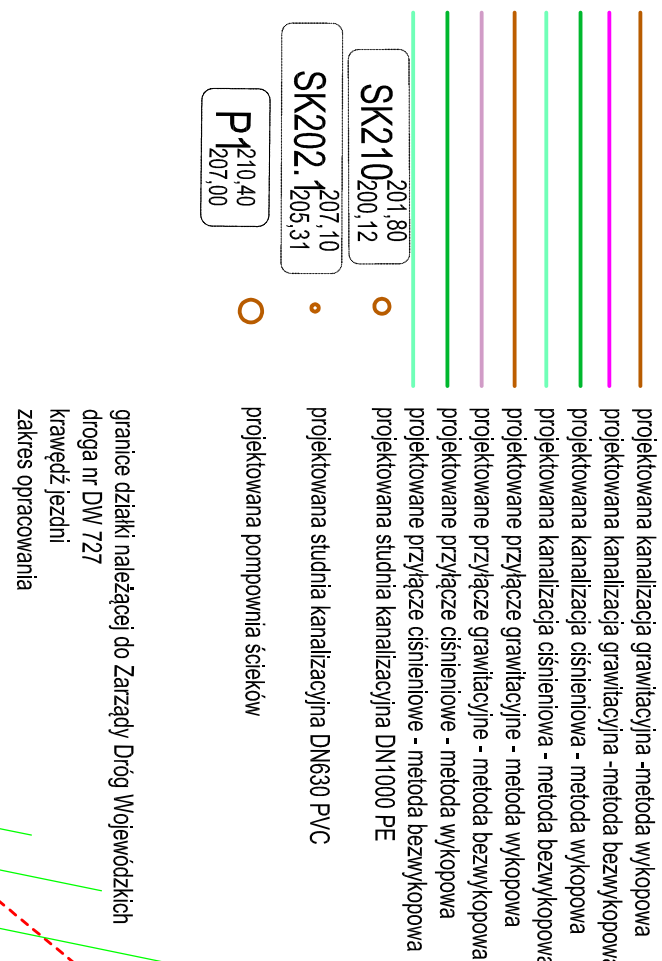 projektowana kanalizacja grawitacyjna -metoda wykopowa
projektowana kanalizacja grawitacyjna -metoda bezwykopowa
projektowana kanalizacja ciśnieniowa - metoda wykopowa
projektowana kanalizacja ciśnieniowa - metoda bezwykopowa
projektowane przyłącze grawitacyjne - metoda wykopowa
projektowane przyłącze grawitacyjne - metoda bezwykopowa
projektowane przyłącze ciśnieniowe - metoda wykopowa
projektowane przyłącze ciśnieniowe - metoda bezwykopowa
SK210 201,80
200,12
projektowana studnia kanalizacyjna DN1000 PE
SK202.1 207,10
205,31
projektowana studnia kanalizacyjna DN630 PVC
P1 210,40
207,00
projektowana pompownia ścieków
granice działki należącej do Zarządy Dróg Wojewódzkich
droga nr DW 727
krawędź jezdni
zakres opracowania